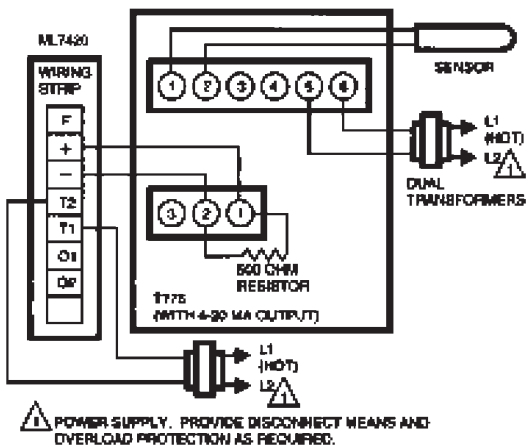 ML7420
WIRING
STRIP
F
+
−
T2
T1
1 2 3 4 5 6
SENSOR
L1
(HOT)
L2 1
DUAL
TRANSFORMERS
3 2 1
500 OHM
RESISTOR
T775
(WITH 4-20 MA OUTPUT)
L1
(HOT)
L2 1
1 POWER SUPPLY. PROVIDE DISCONNECT MEANS AND
OVERLOAD PROTECTION AS REQUIRED.